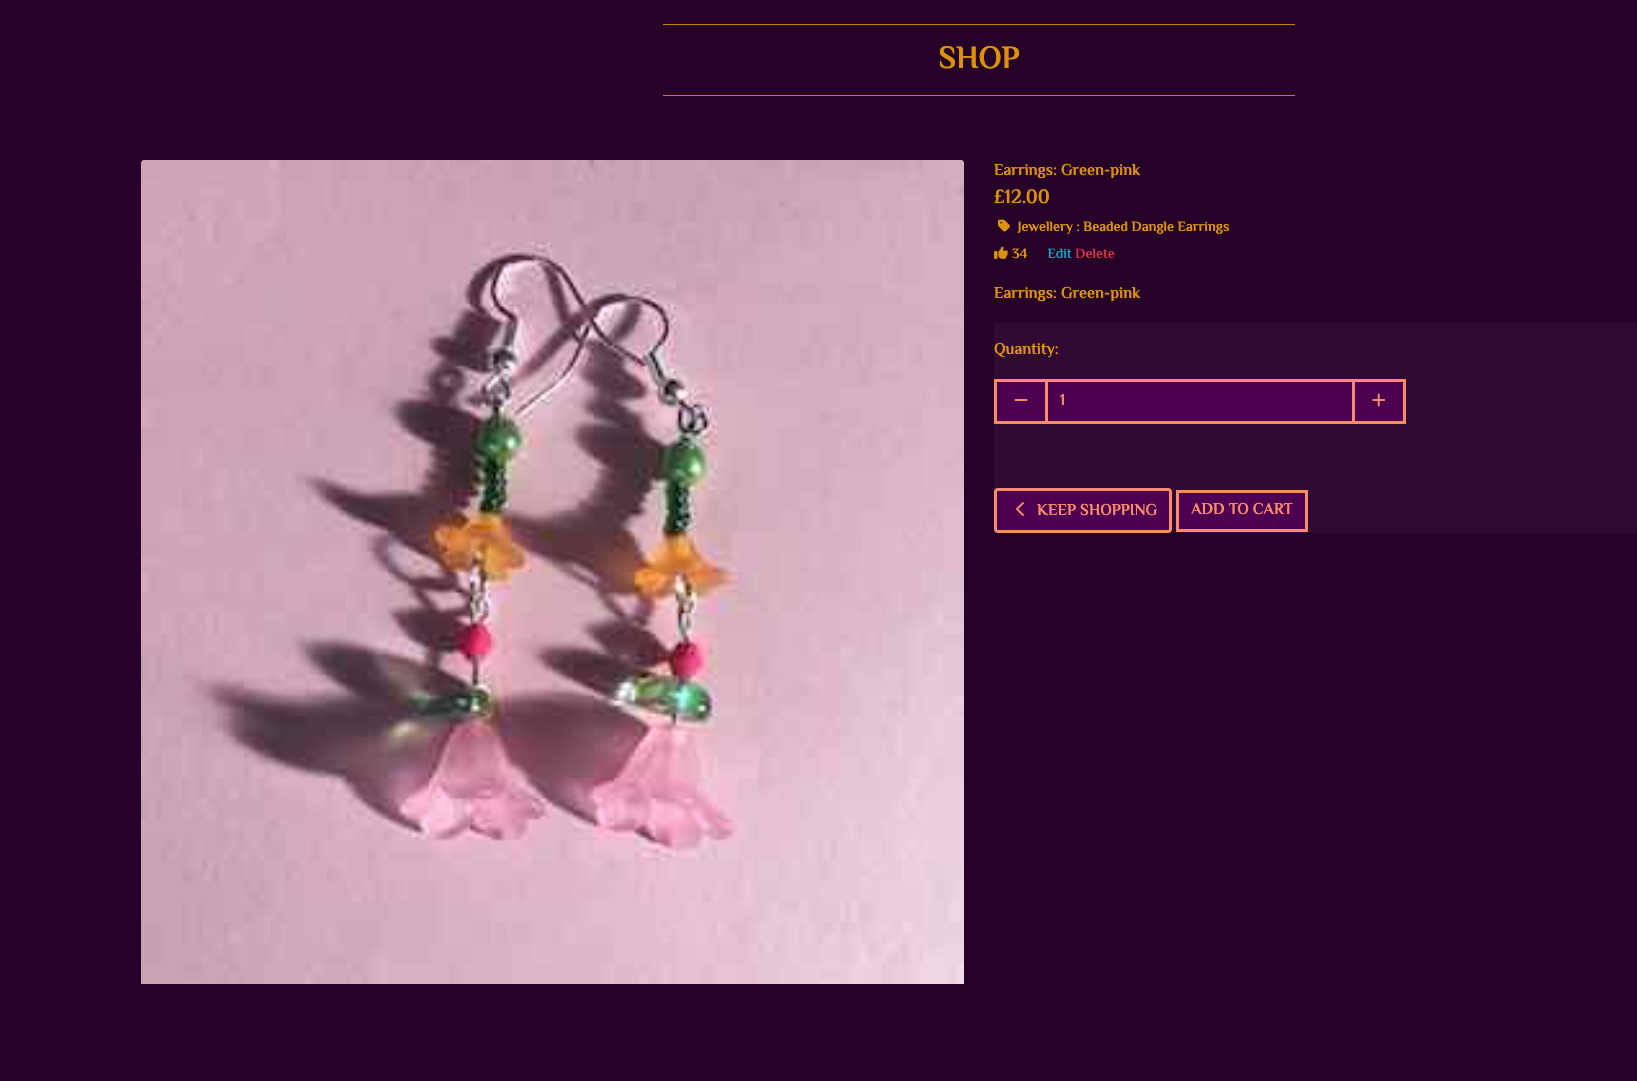 SHOP
Earrings: Green-pink
£12.00
Jewellery : Beaded Dangle Earrings
34 Edit Delete
Earrings: Green-pink
Quantity:
− 1 +
KEEP SHOPPING ADD TO CART